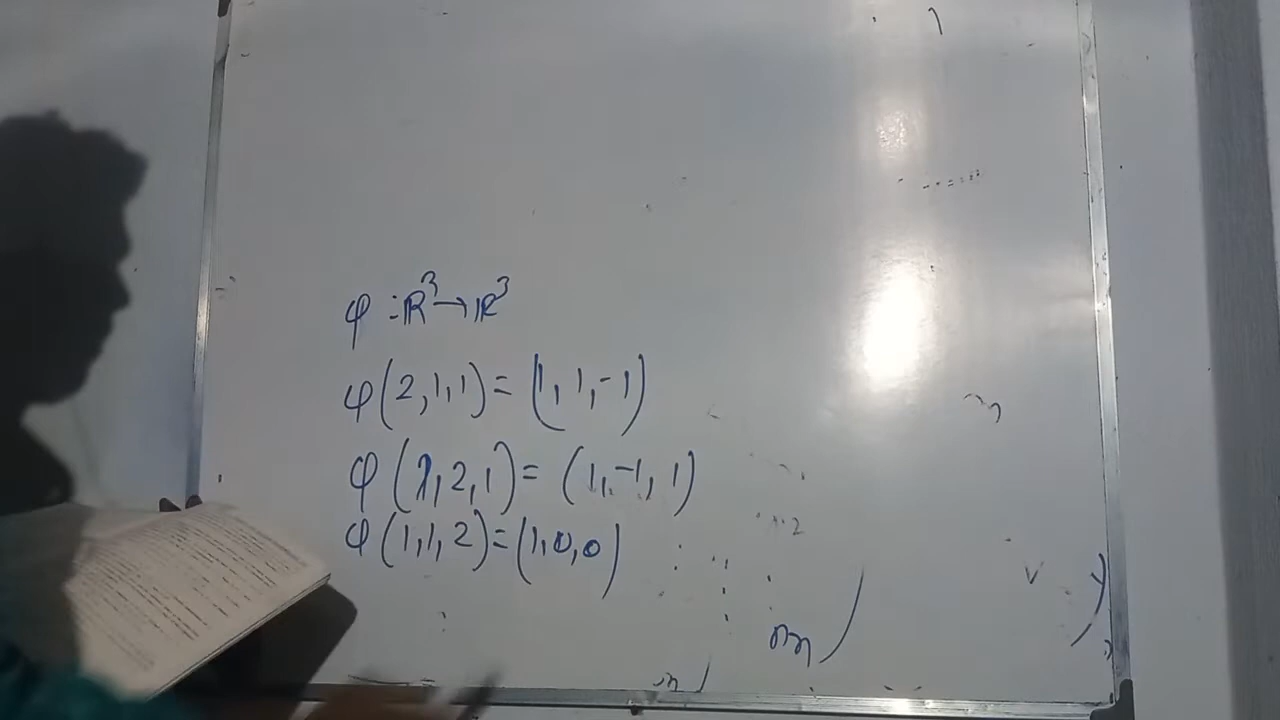 φ : ℝ³ → ℝ³
φ(2,1,1) = (1,1,-1)
φ(1,2,1) = (1,-1,1)
φ(1,1,2) = (1,0,0)